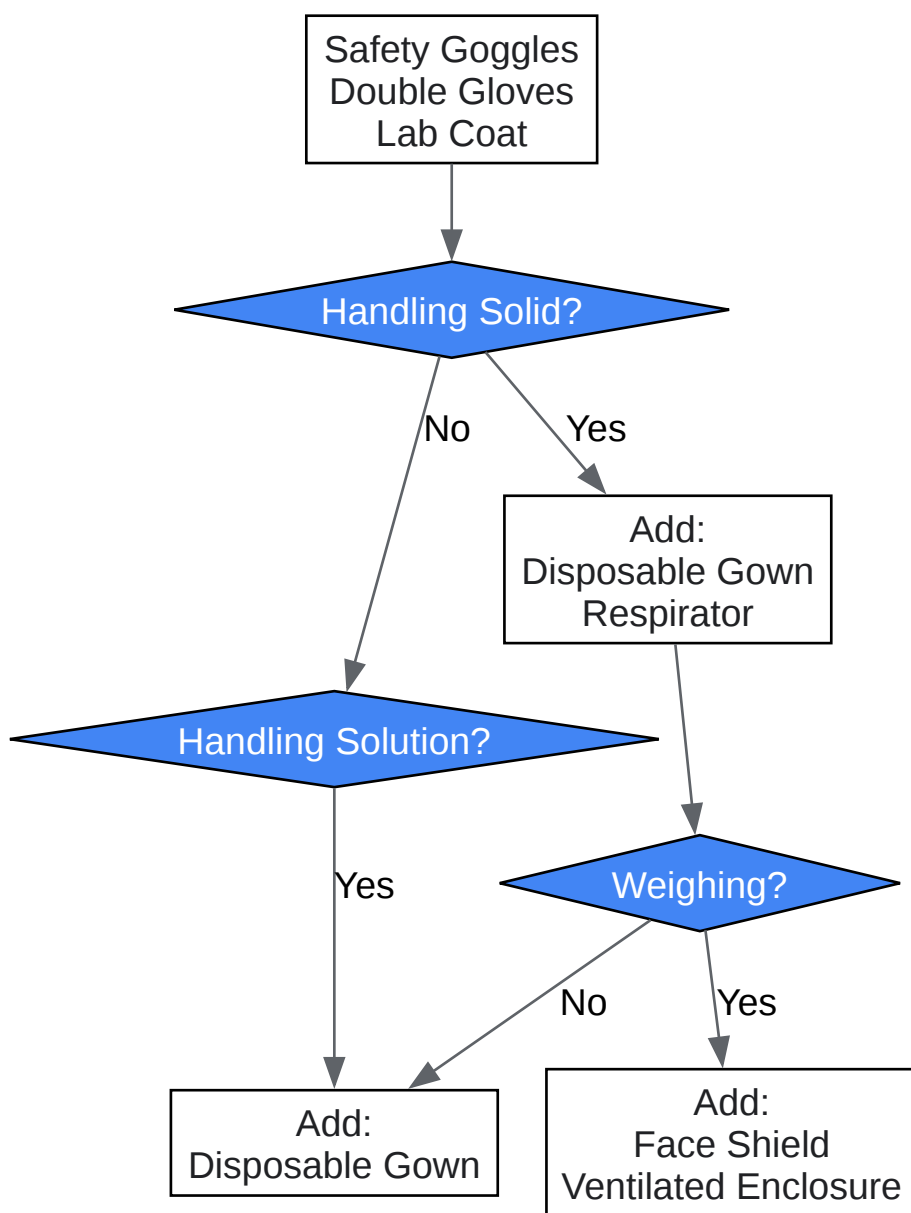 Safety Goggles
Double Gloves
Lab Coat
Handling Solid?
No
Yes
Add:
Disposable Gown
Respirator
Handling Solution?
Yes
Weighing?
No
Yes
Add:
Disposable Gown
Add:
Face Shield
Ventilated Enclosure